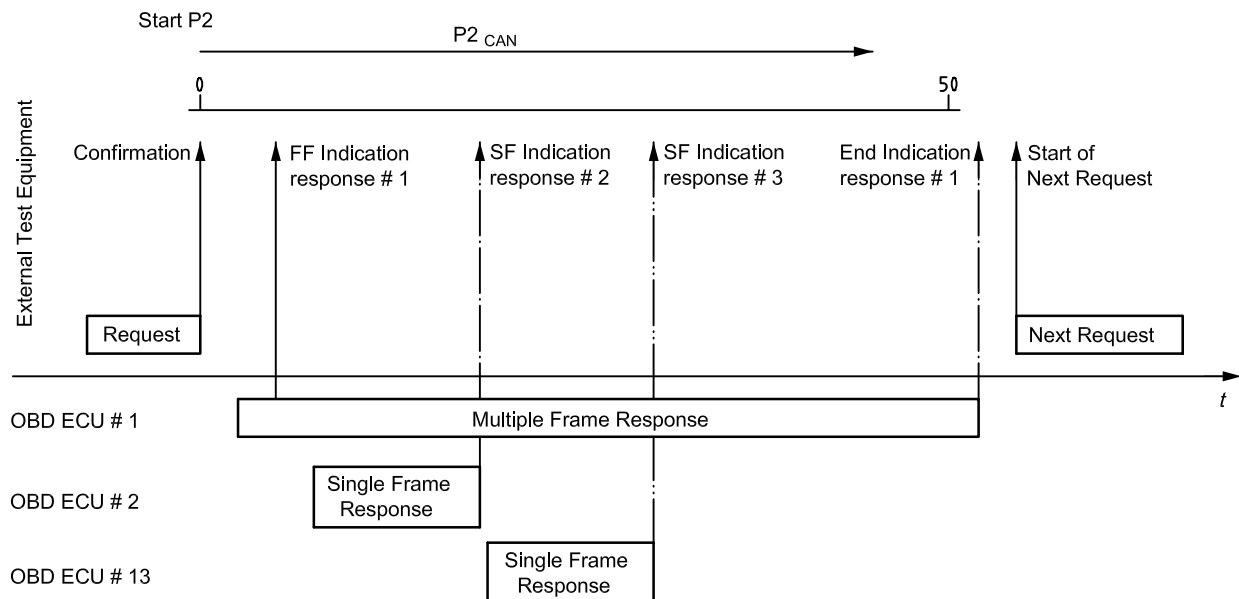 Start P2
P2 CAN
0
50
External Test Equipment
Confirmation
FF Indication
response # 1
SF Indication
response # 2
SF Indication
response # 3
End Indication
response # 1
Start of
Next Request
Request
Next Request
t
OBD ECU # 1
Multiple Frame Response
OBD ECU # 2
Single Frame
Response
OBD ECU # 13
Single Frame
Response